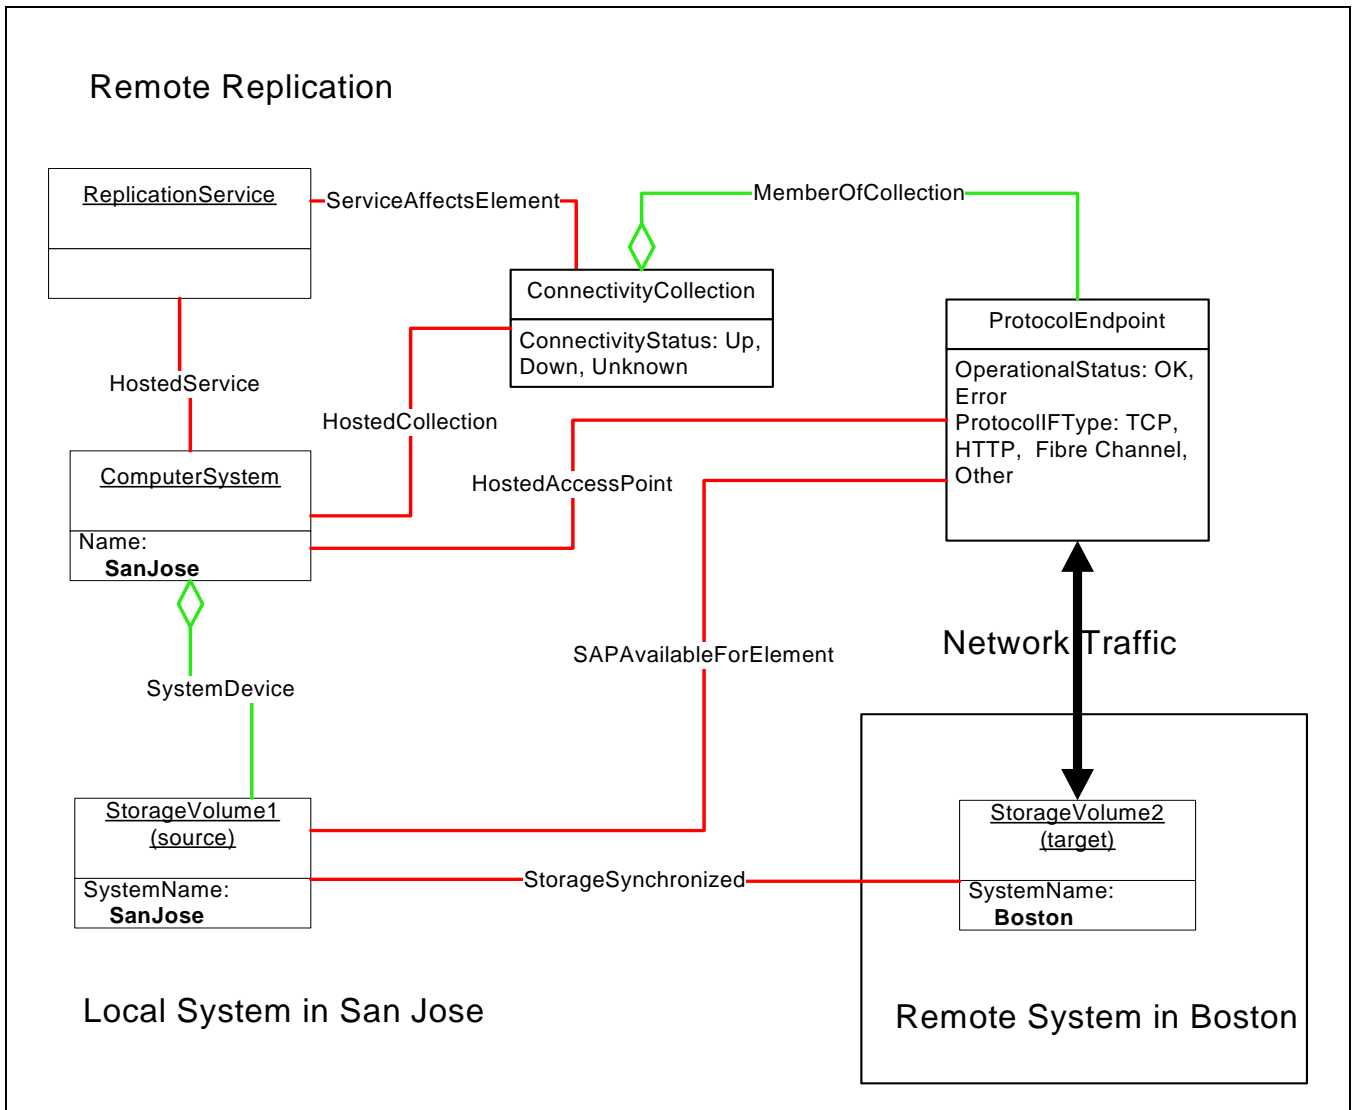 Remote Replication
ReplicationService
ServiceAffectsElement
MemberOfCollection
ConnectivityCollection
ConnectivityStatus: Up,
Down, Unknown
ProtocolEndpoint
OperationalStatus: OK,
Error
ProtocolIFType: TCP,
HTTP, Fibre Channel,
Other
HostedService
HostedCollection
HostedAccessPoint
ComputerSystem
Name:
SanJose
SAPAvailableForElement
Network Traffic
SystemDevice
StorageVolume1
(source)
SystemName:
SanJose
StorageSynchronized
StorageVolume2
(target)
SystemName:
Boston
Local System in San Jose
Remote System in Boston